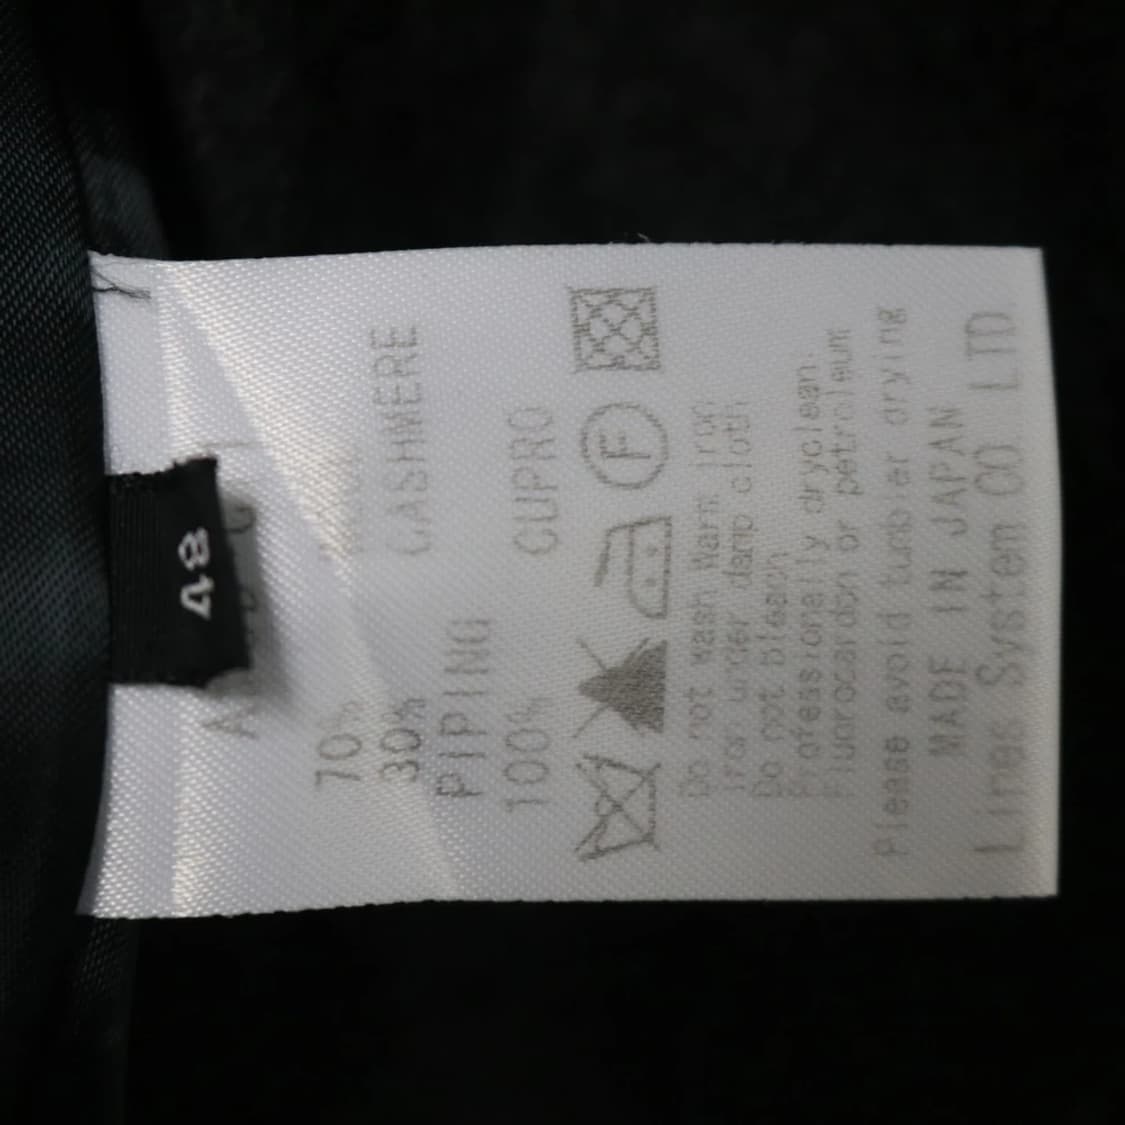 48
70%
30% CASHMERE
PIPING
100% CUPRO
F
Do not wash Warm iron
Iron under damp cloth
Do not bleach
Professionally dryclean.
Fluorocarbon or petroleum
Please avoid tumbler drying
MADE IN JAPAN
Lines System CO. LTD.